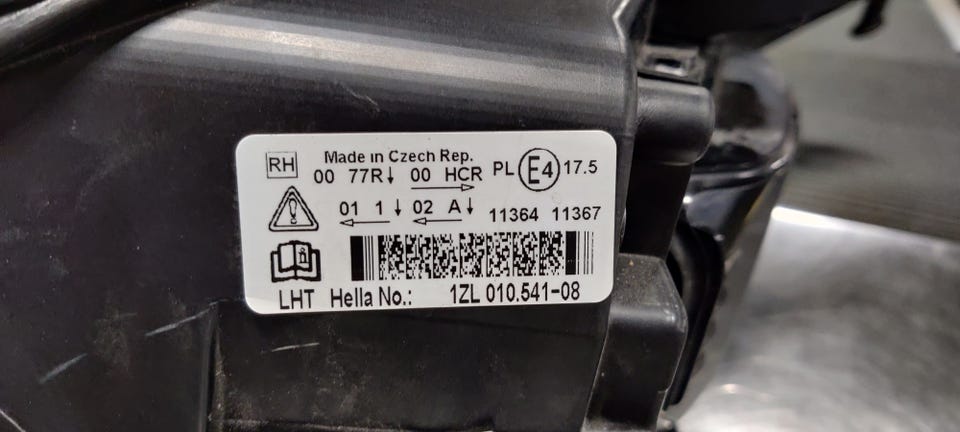 RH Made in Czech Rep.
00 77R↓ 00 HCR PL E4 17.5
01 1 ↓ 02 A↓ 11364 11367
LHT Hella No.: 1ZL 010.541-08